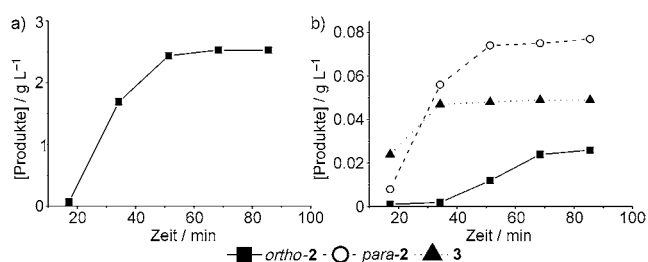 a)
3
2
1
0
[Produkte] / g L⁻¹
20 40 60 80 100
Zeit / min
b)
0.08
0.06
0.04
0.02
0
[Produkte] / g L⁻¹
20 40 60 80 100
Zeit / min
ortho-2 para-2 3